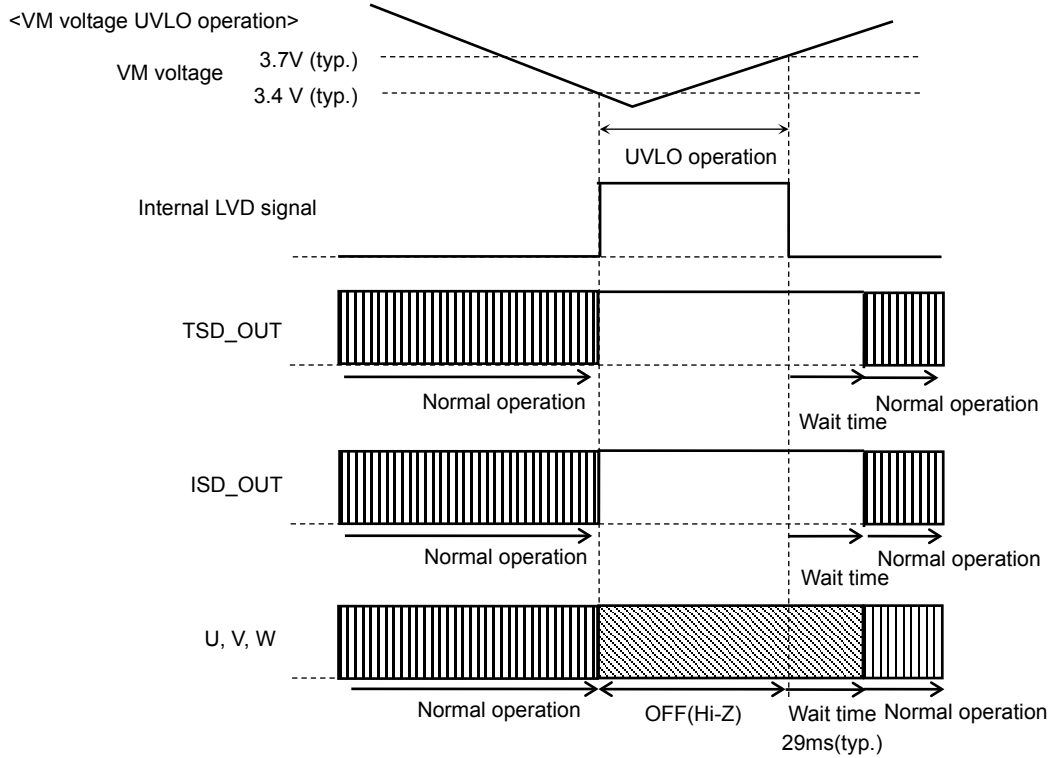 <VM voltage UVLO operation>
VM voltage
3.7V (typ.)
3.4 V (typ.)
UVLO operation
Internal LVD signal
TSD_OUT
Normal operation
Wait time
Normal operation
ISD_OUT
Normal operation
Wait time
Normal operation
U, V, W
Normal operation
OFF(Hi-Z)
Wait time
29ms(typ.)
Normal operation